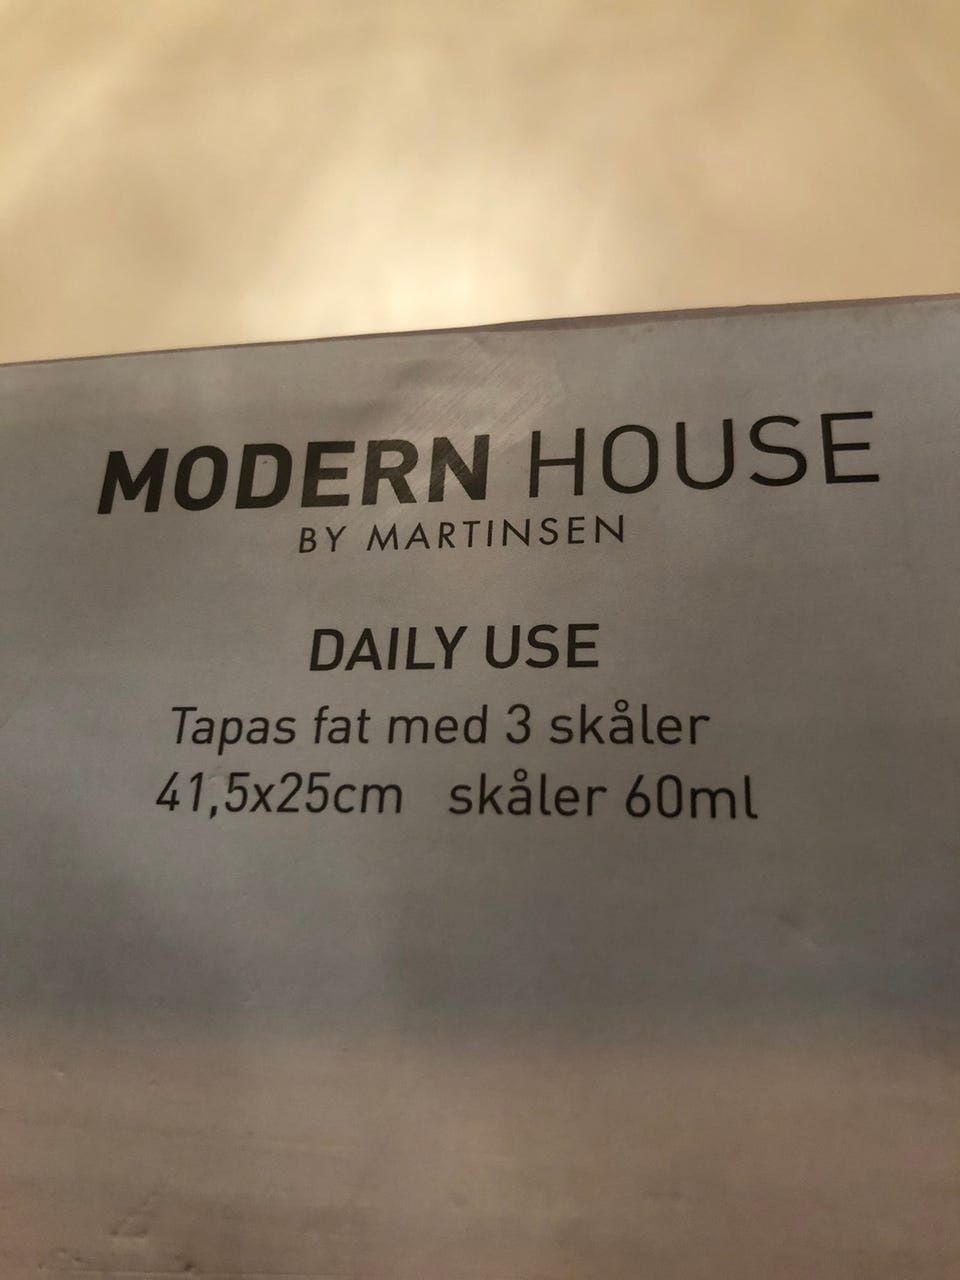 MODERN HOUSE
BY MARTINSEN
DAILY USE
Tapas fat med 3 skåler
41,5x25cm skåler 60ml